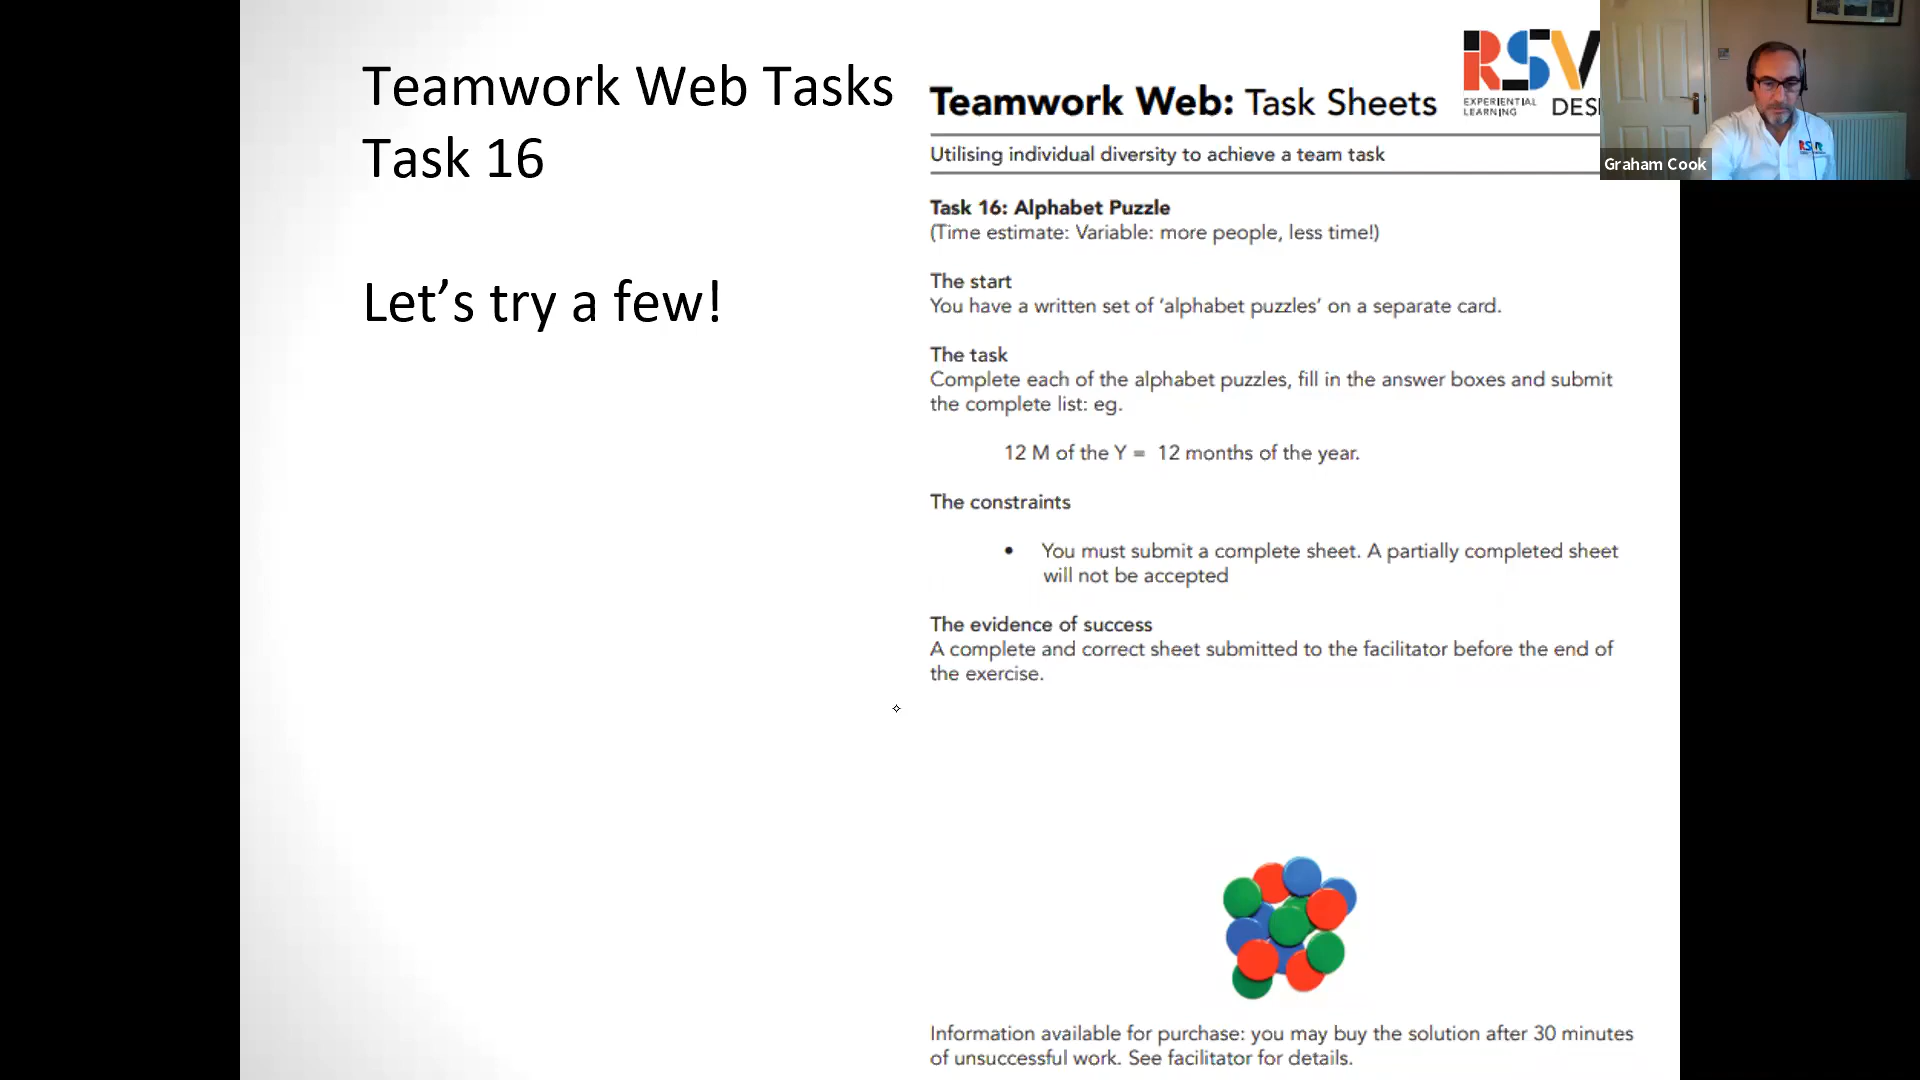 Teamwork Web Tasks
Task 16
Let’s try a few!
RSV
EXPERIENTIAL
LEARNING
DESI
Teamwork Web: Task Sheets
Utilising individual diversity to achieve a team task
Task 16: Alphabet Puzzle
(Time estimate: Variable: more people, less time!)
The start
You have a written set of ‘alphabet puzzles’ on a separate card.
The task
Complete each of the alphabet puzzles, fill in the answer boxes and submit
the complete list: eg.
12 M of the Y = 12 months of the year.
The constraints
• You must submit a complete sheet. A partially completed sheet
will not be accepted
The evidence of success
A complete and correct sheet submitted to the facilitator before the end of
the exercise.
Information available for purchase: you may buy the solution after 30 minutes
of unsuccessful work. See facilitator for details.
Graham Cook